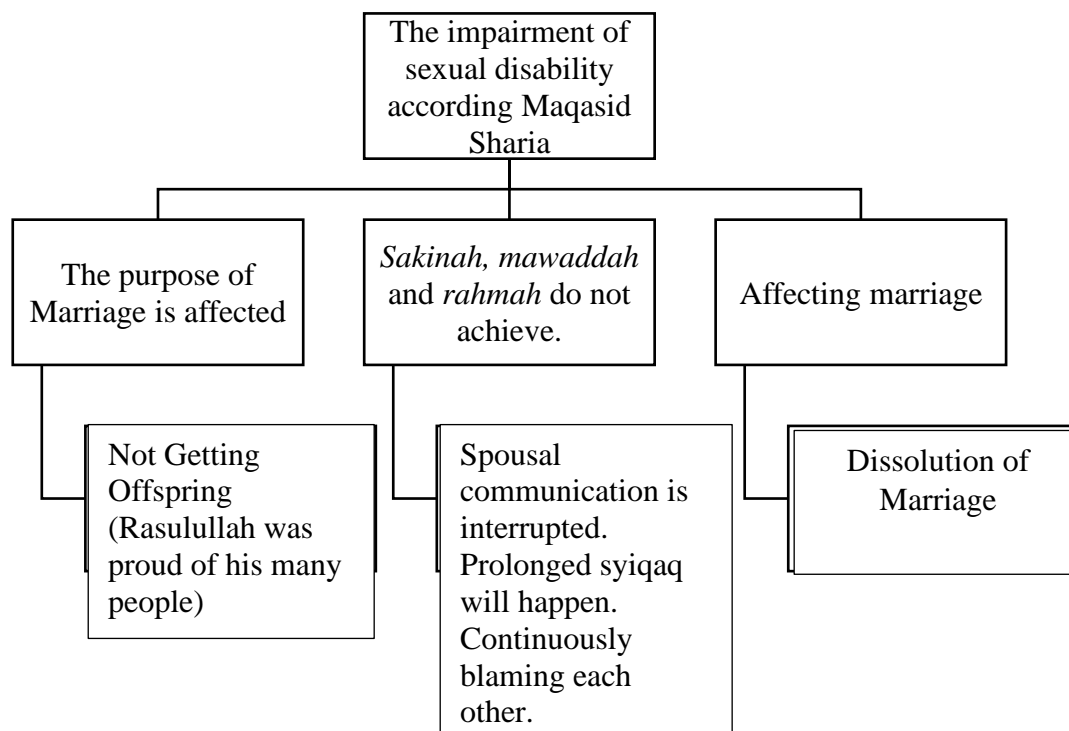 The impairment of
sexual disability
according Maqasid
Sharia
The purpose of
Marriage is affected
Sakinah, mawaddah
and rahmah do not
achieve.
Affecting marriage
Not Getting
Offspring
(Rasulullah was
proud of his many
people)
Spousal
communication is
interrupted.
Prolonged syiqaq
will happen.
Continuously
blaming each
other.
Dissolution of
Marriage